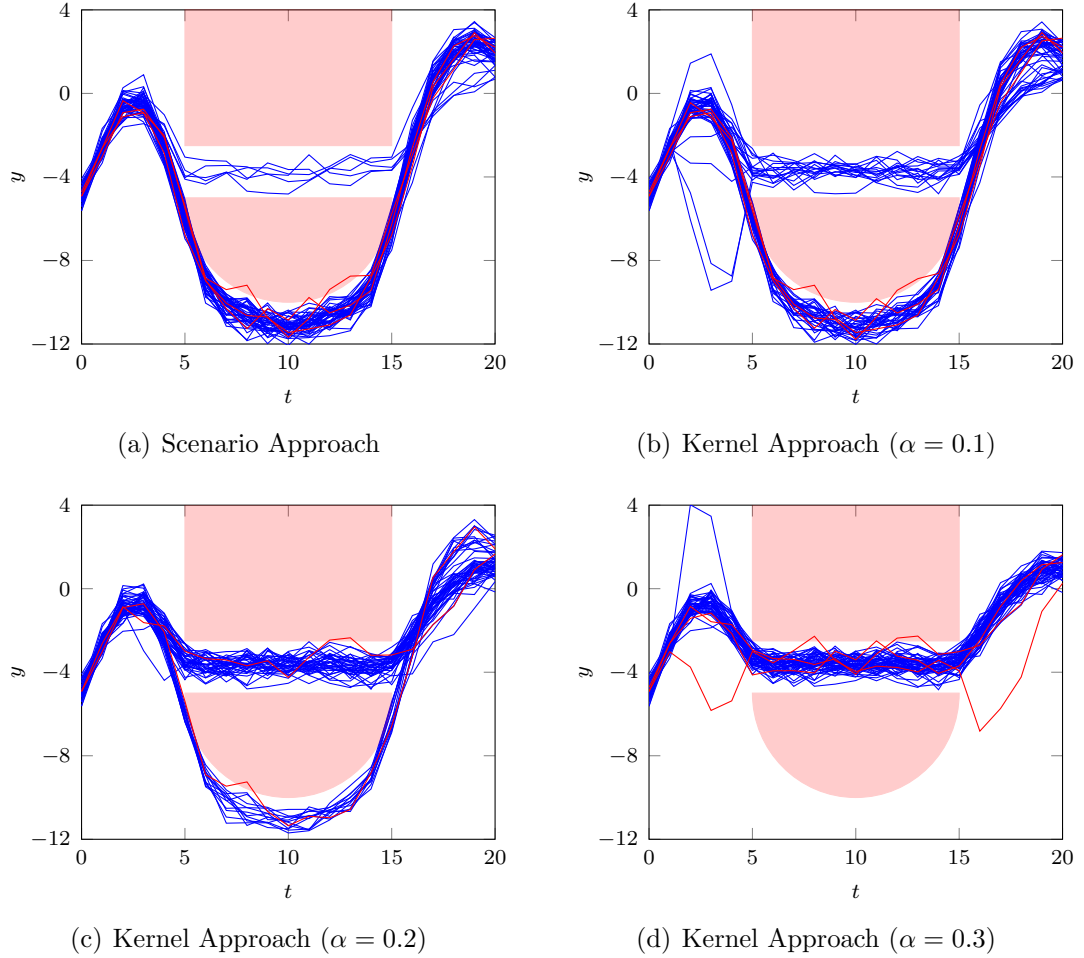 4
0
−4
−8
−12
y
0 5 10 15 20
t
(a) Scenario Approach
4
0
−4
−8
−12
y
0 5 10 15 20
t
(b) Kernel Approach (α = 0.1)
4
0
−4
−8
−12
y
0 5 10 15 20
t
(c) Kernel Approach (α = 0.2)
4
0
−4
−8
−12
y
0 5 10 15 20
t
(d) Kernel Approach (α = 0.3)